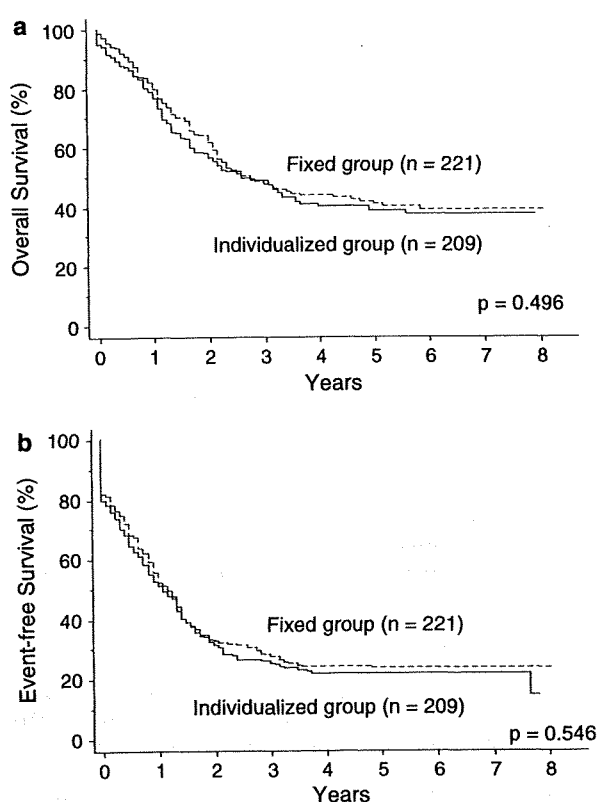 a
100
80
60
40
20
0
Overall Survival (%)
Fixed group (n = 221)
Individualized group (n = 209)
p = 0.496
0 1 2 3 4 5 6 7 8
Years
b
100
80
60
40
20
0
Event-free Survival (%)
Fixed group (n = 221)
Individualized group (n = 209)
p = 0.546
0 1 2 3 4 5 6 7 8
Years